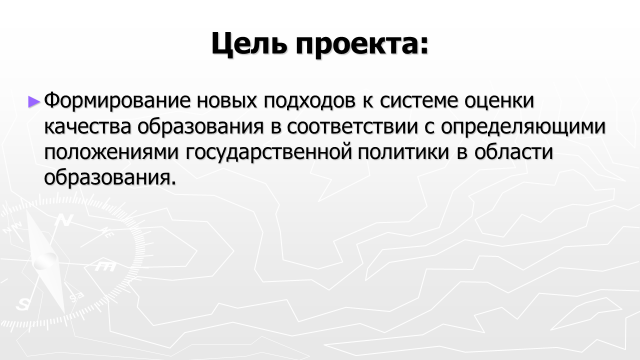 Цель проекта:
Формирование новых подходов к системе оценки
качества образования в соответствии с определяющими
положениями государственной политики в области
образования.
N
E
S